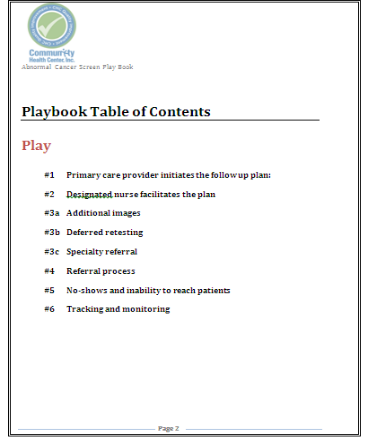 Community
Health Center, Inc.
Abnormal Cancer Screen Play Book
Playbook Table of Contents
Play
#1 Primary care provider initiates the follow up plan:
#2 Designated nurse facilitates the plan
#3a Additional images
#3b Deferred retesting
#3c Specialty referral
#4 Referral process
#5 No-shows and inability to reach patients
#6 Tracking and monitoring
Page 2